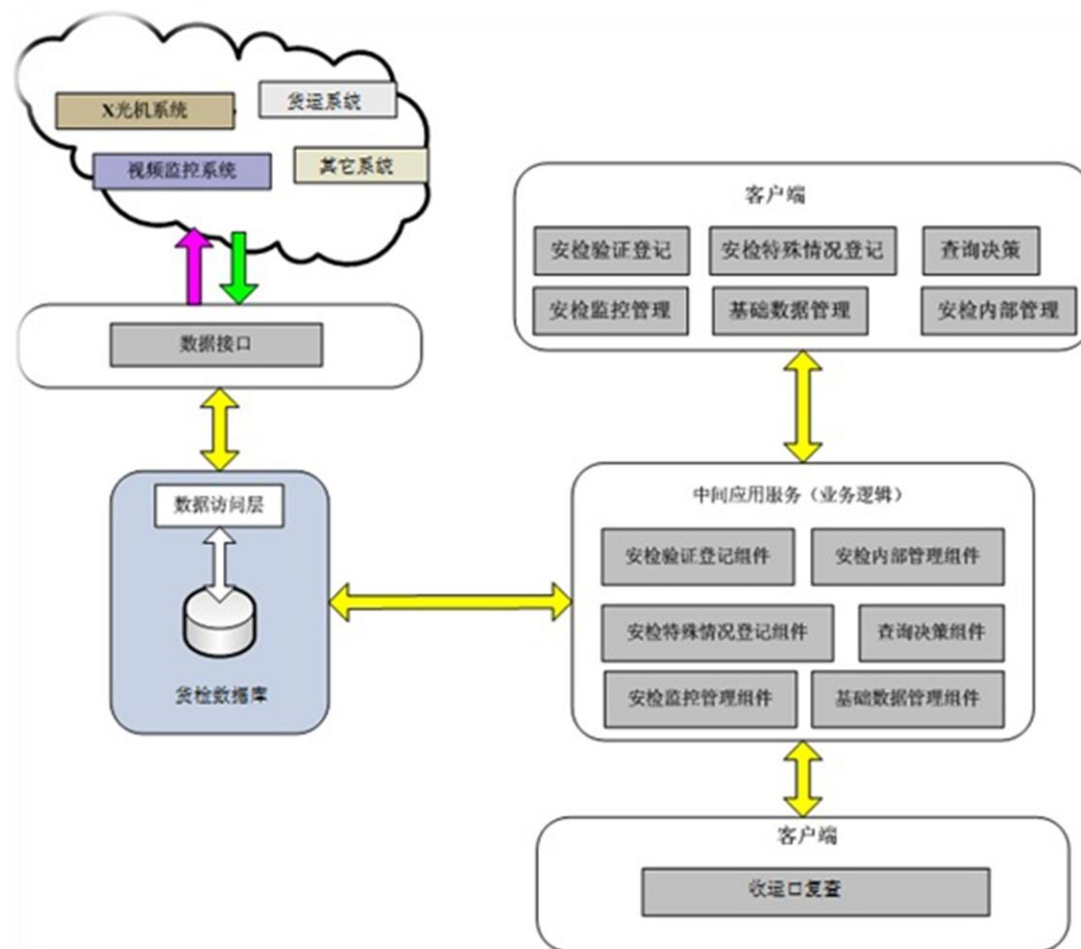 X光机系统
货运系统
视频监控系统
其它系统
数据接口
数据访问层
货检数据库
客户端
安检验证登记
安检特殊情况登记
查询决策
安检监控管理
基础数据管理
安检内部管理
中间应用服务（业务逻辑）
安检验证登记组件
安检内部管理组件
安检特殊情况登记组件
查询决策组件
安检监控管理组件
基础数据管理组件
客户端
收运口复查